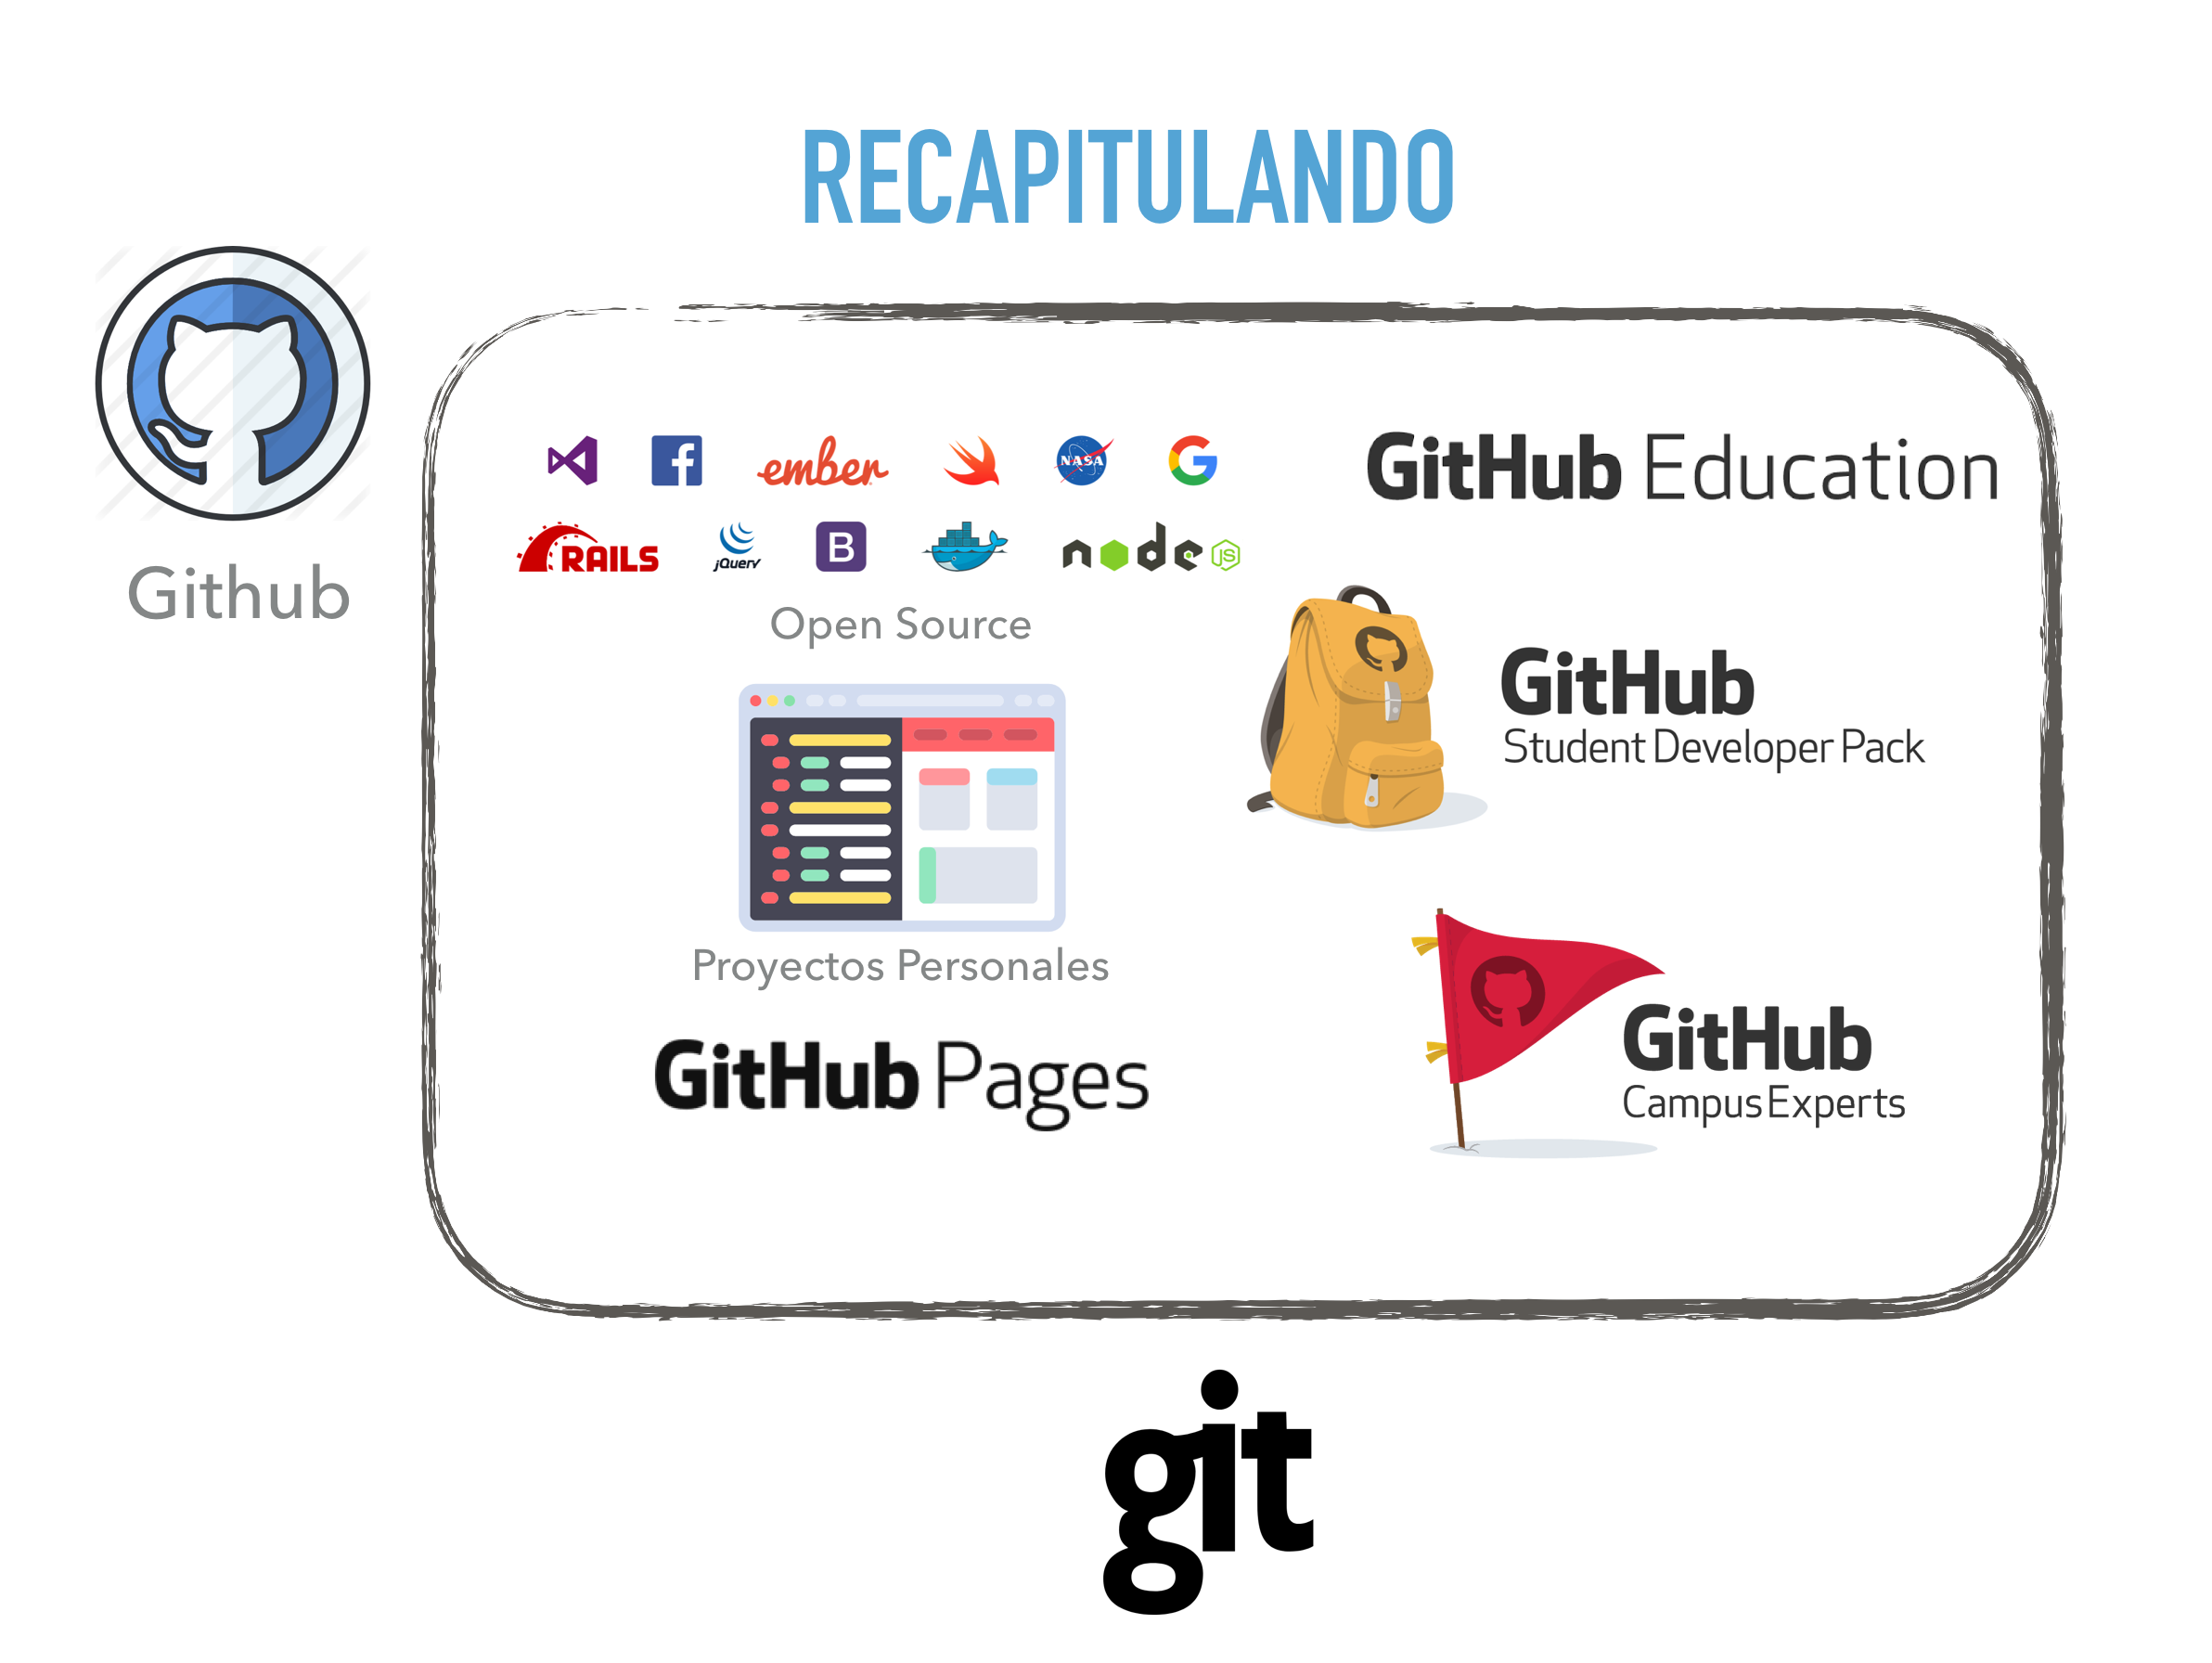 RECAPITULANDO
Github
ember
NASA
RAILS
jQuery
B
node
JS
Open Source
Proyectos Personales
GitHub Pages
GitHub Education
GitHub
Student Developer Pack
GitHub
Campus Experts
git